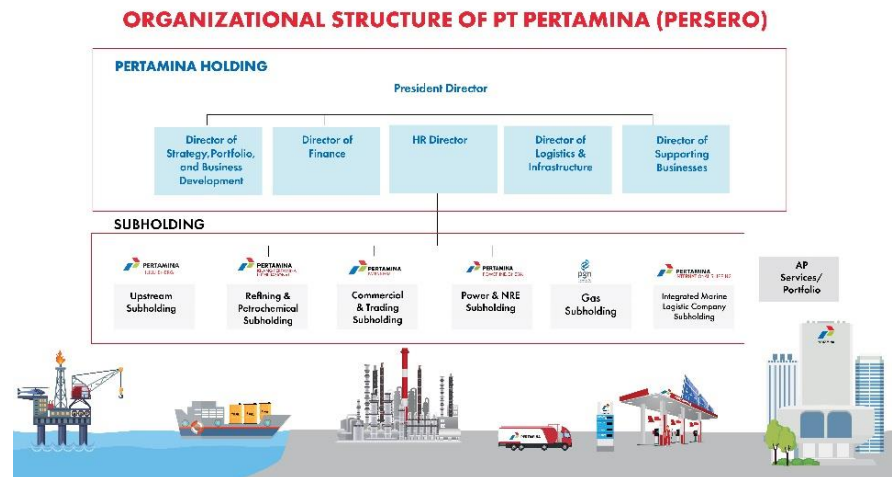 ORGANIZATIONAL STRUCTURE OF PT PERTAMINA (PERSERO)
PERTAMINA HOLDING
President Director
Director of
Strategy, Portfolio,
and Business
Development
Director of
Finance
HR Director
Director of
Logistics &
Infrastructure
Director of
Supporting
Businesses
SUBHOLDING
PERTAMINA
Upstream
Subholding
PERTAMINA
Refining &
Petrochemical
Subholding
PERTAMINA
Commercial
& Trading
Subholding
PERTAMINA
Power & NRE
Subholding
pgn
Gas
Subholding
PERTAMINA
Integrated Marine
Logistic Company
Subholding
AP
Services/
Portfolio